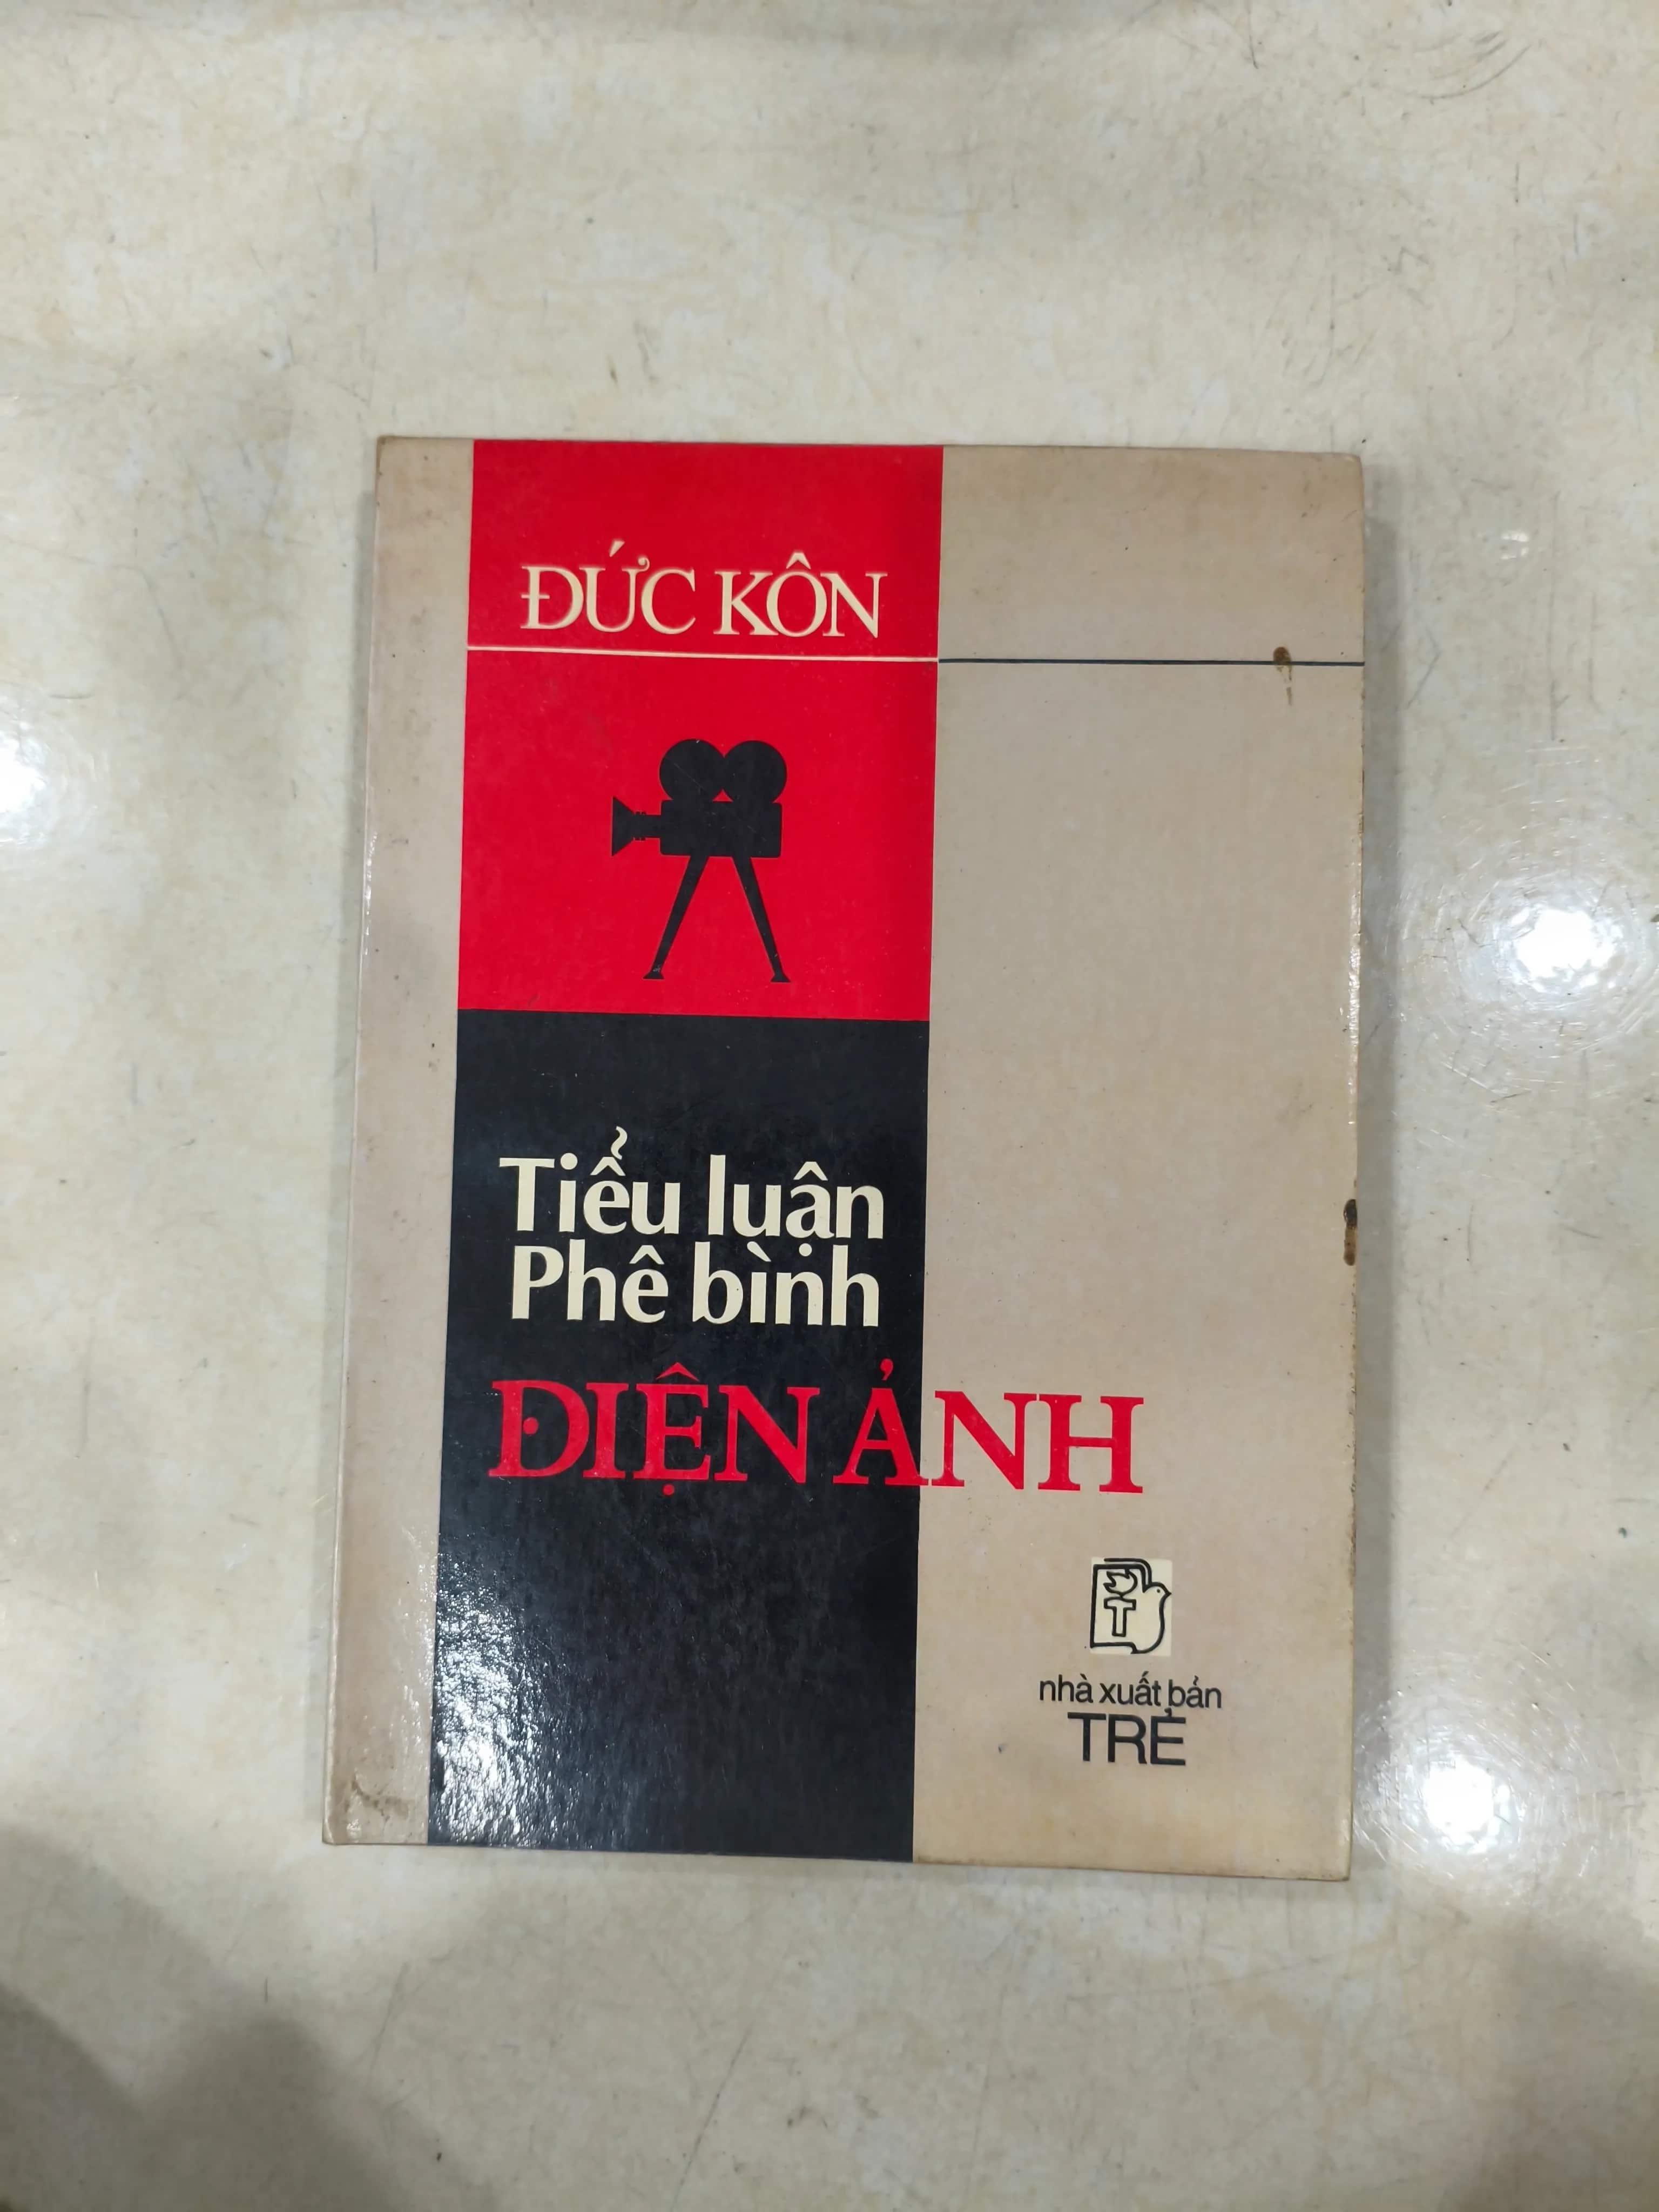 ĐỨC KÔN
Tiểu luận
Phê bình
ĐIỆN ẢNH
T
nhà xuất bản
TRẺ